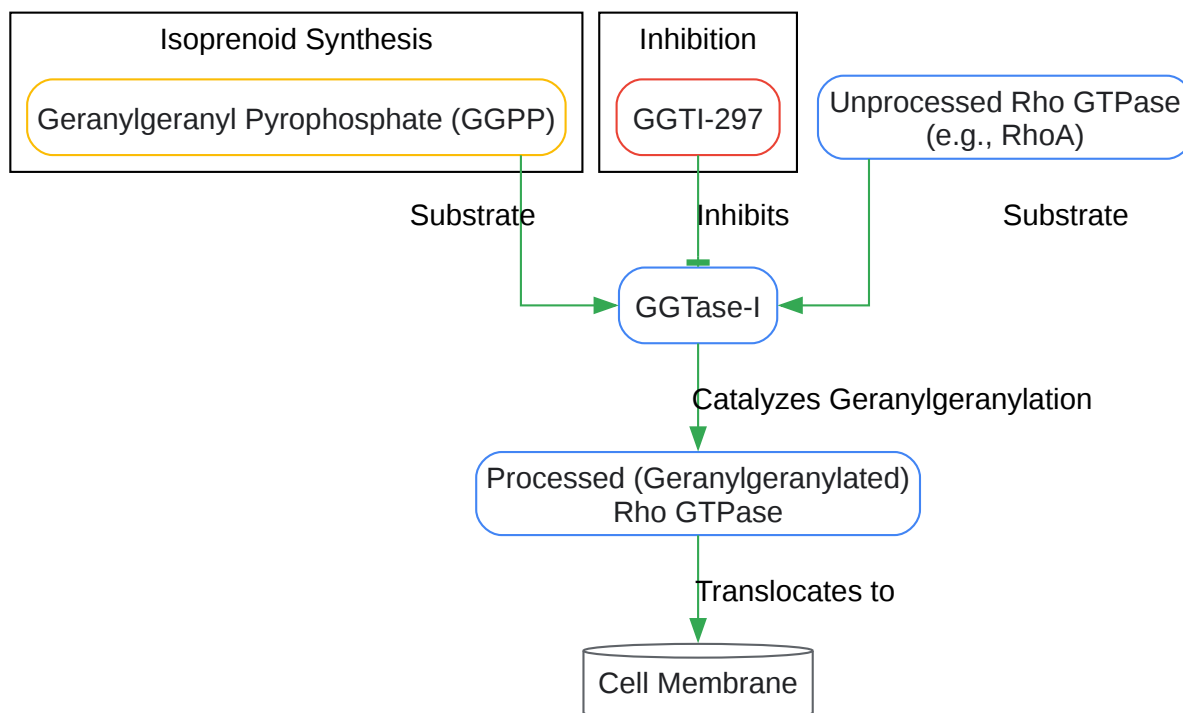 Isoprenoid Synthesis
Inhibition
Geranylgeranyl Pyrophosphate (GGPP)
GGTI-297
Unprocessed Rho GTPase
(e.g., RhoA)
Substrate
Inhibits
Substrate
GGTase-I
Catalyzes Geranylgeranylation
Processed (Geranylgeranylated)
Rho GTPase
Translocates to
Cell Membrane